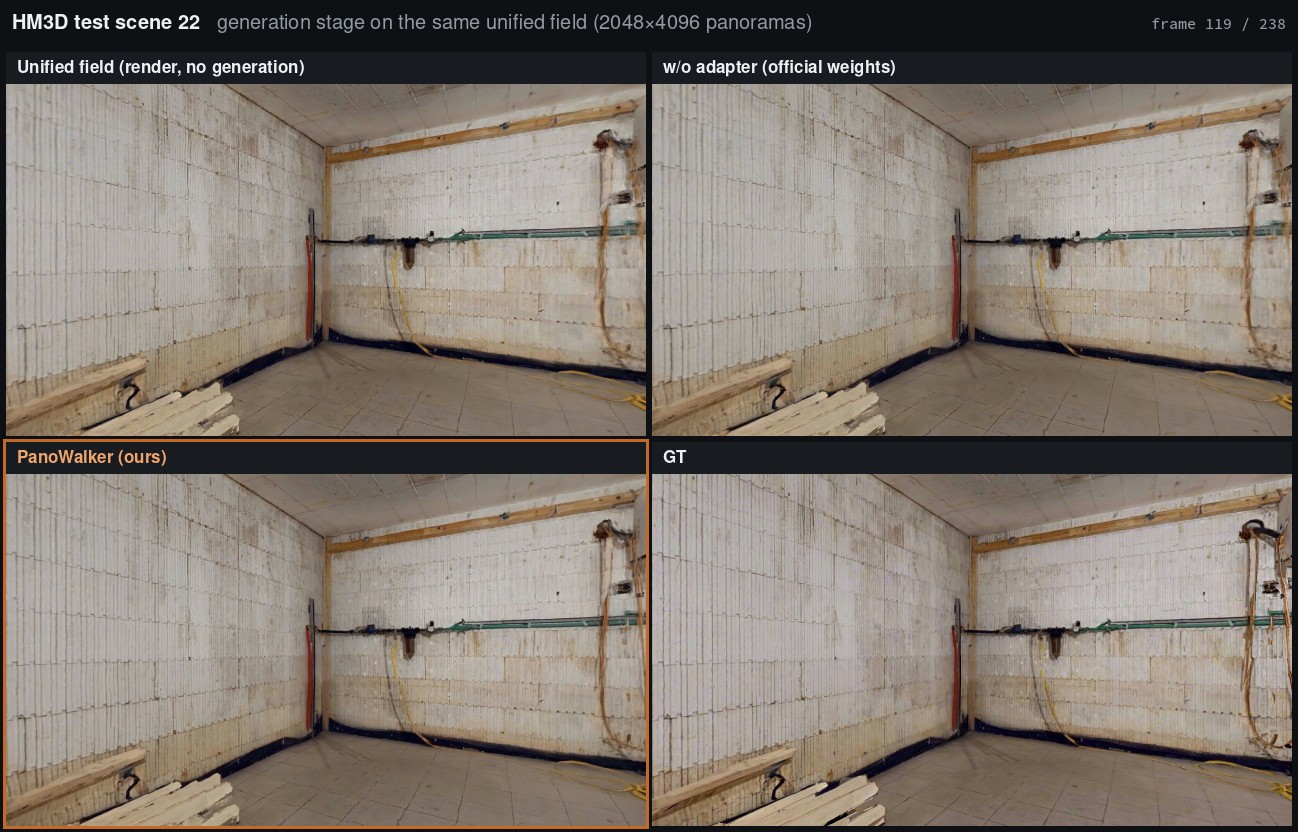 HM3D test scene 22 generation stage on the same unified field (2048×4096 panoramas) frame 119 / 238
Unified field (render, no generation)
w/o adapter (official weights)
PanoWalker (ours)
GT